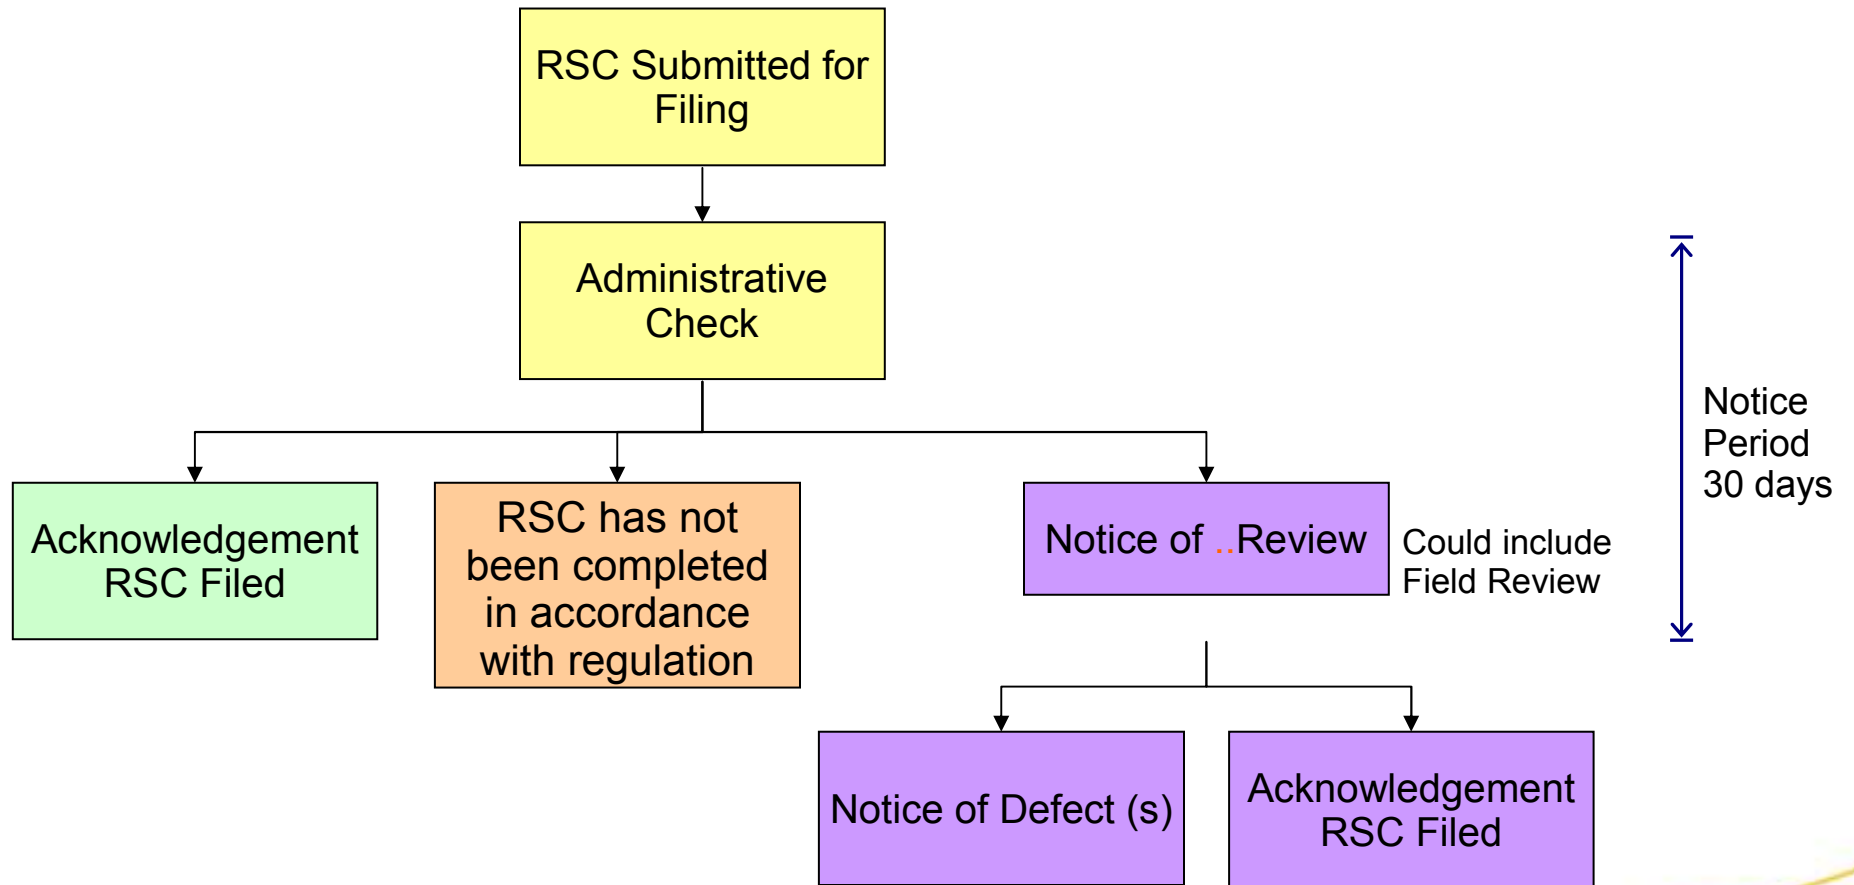 RSC Submitted for
Filing
Administrative
Check
Notice
Period
30 days
Acknowledgement
RSC Filed
RSC has not
been completed
in accordance
with regulation
Notice of ..Review
Could include
Field Review
Notice of Defect (s)
Acknowledgement
RSC Filed